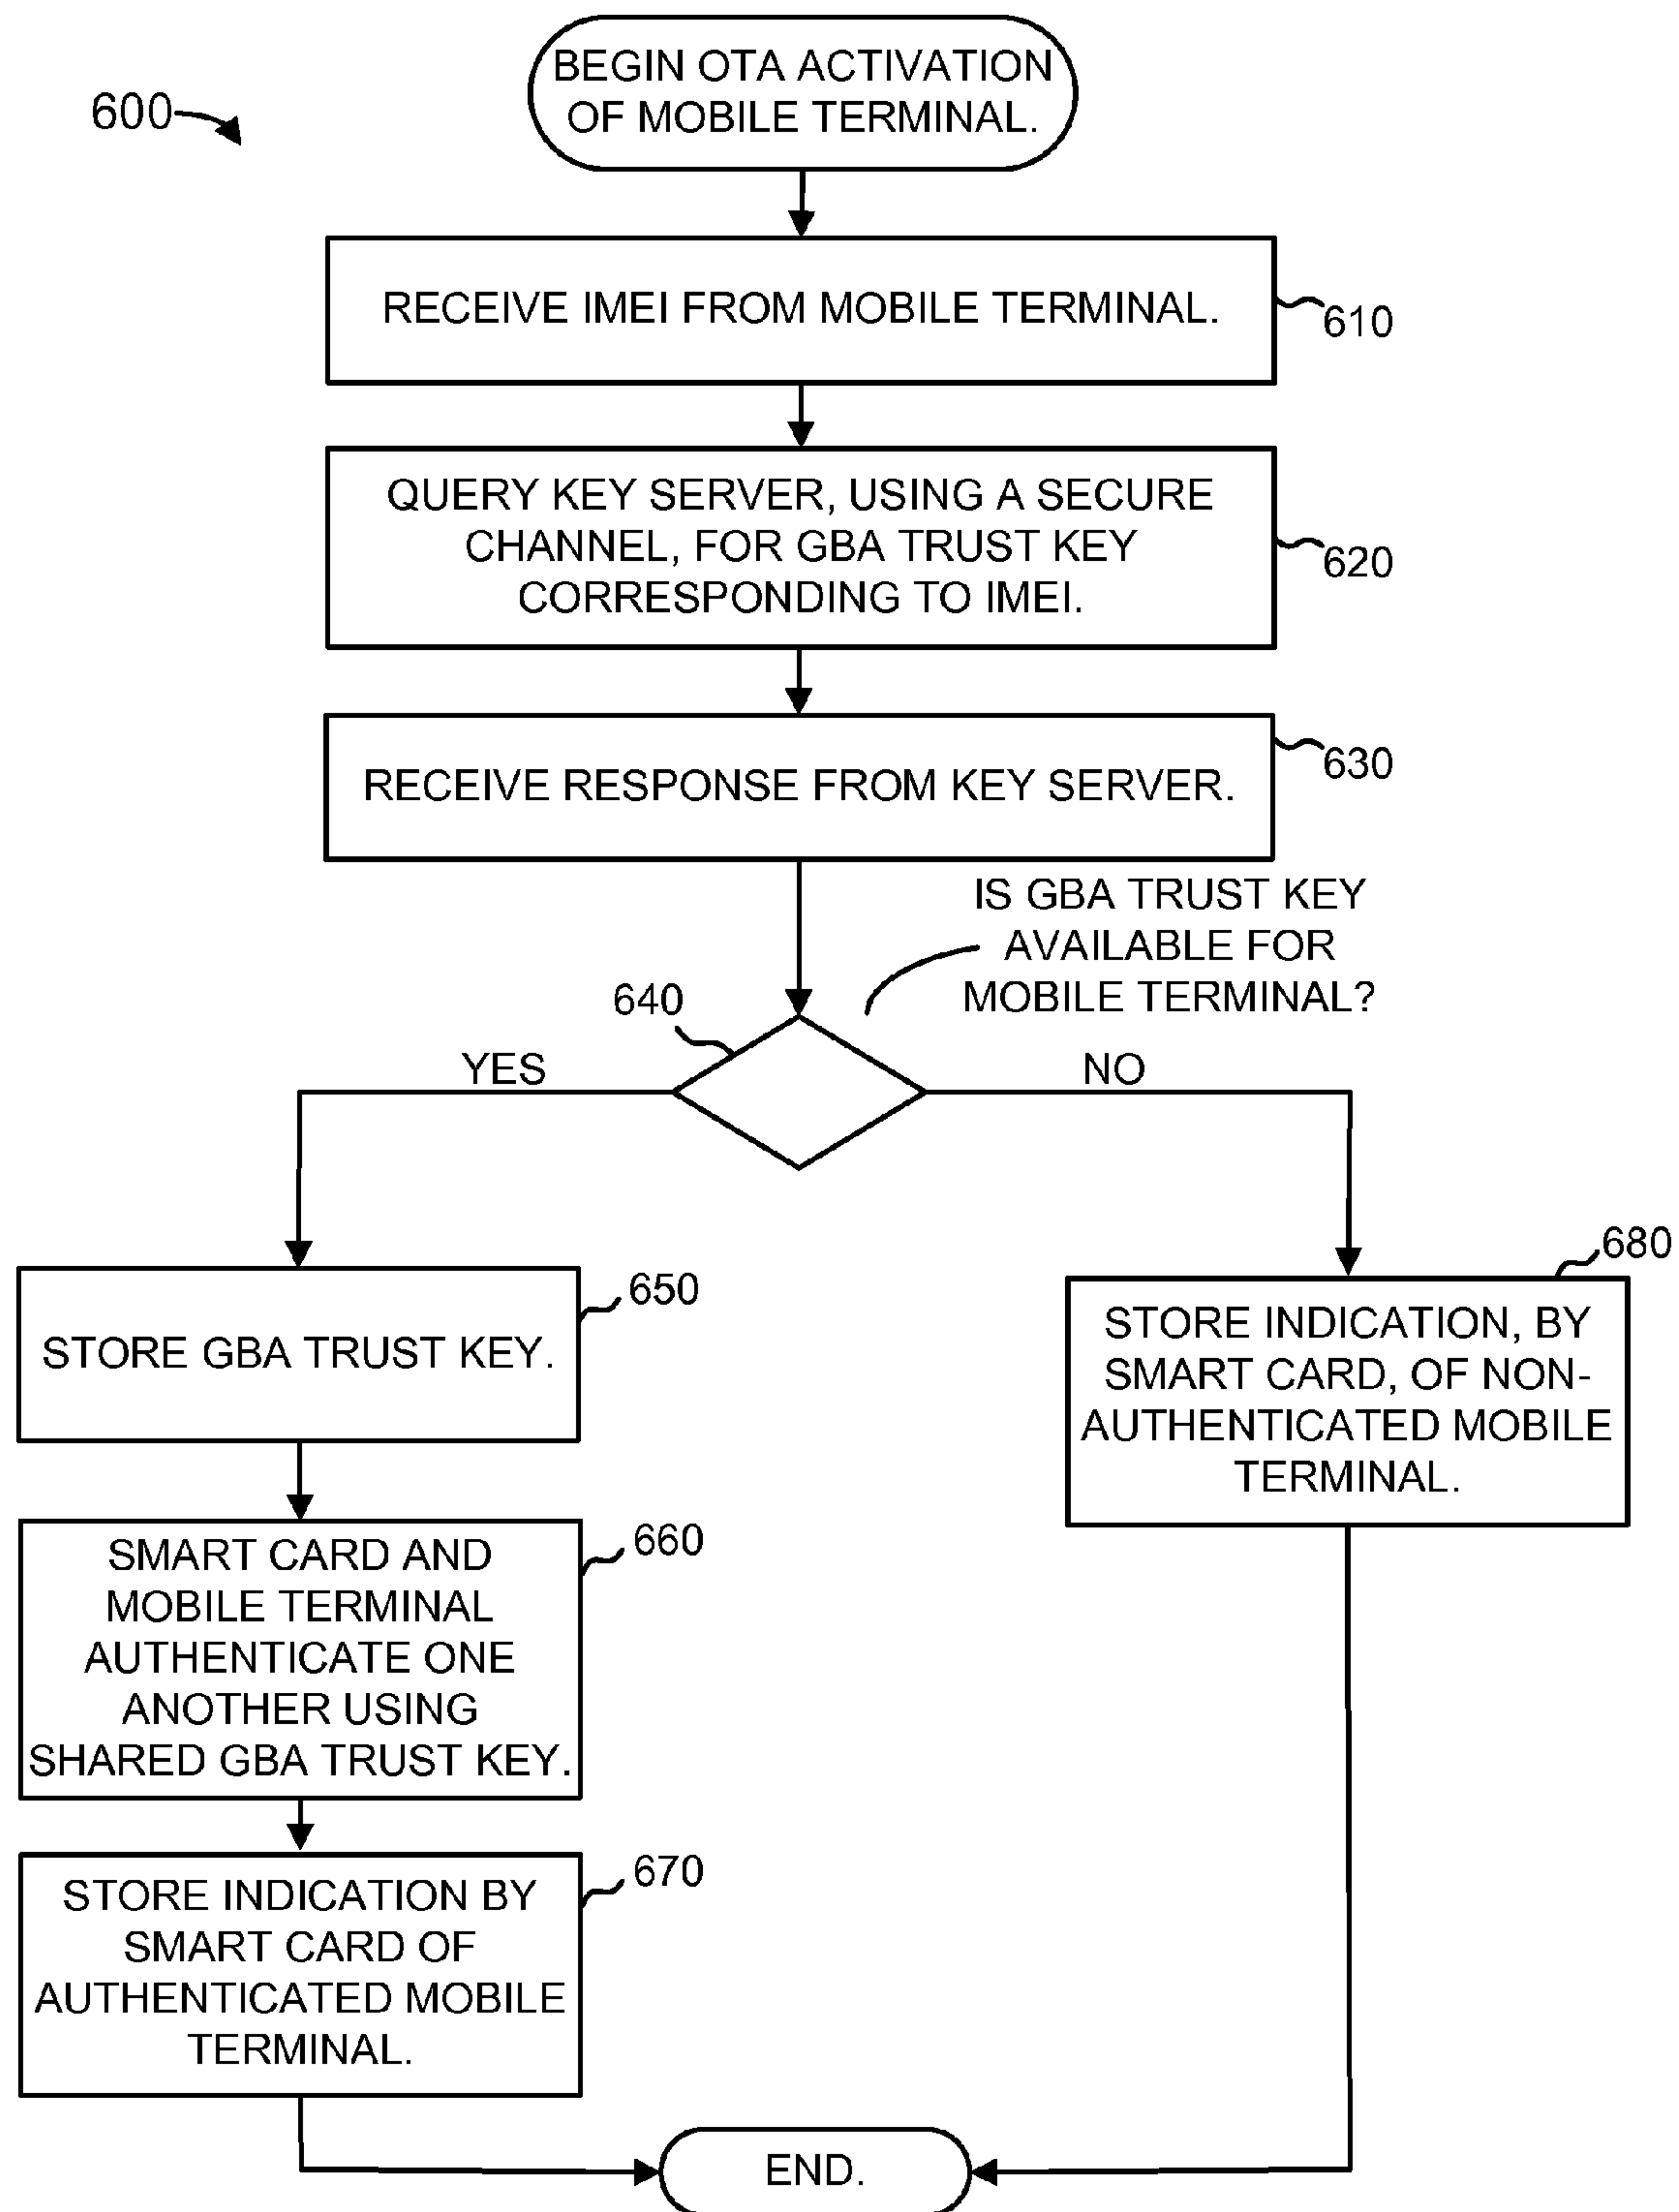 BEGIN OTA ACTIVATION
OF MOBILE TERMINAL.
600
RECEIVE IMEI FROM MOBILE TERMINAL.
610
QUERY KEY SERVER, USING A SECURE
CHANNEL, FOR GBA TRUST KEY
CORRESPONDING TO IMEI.
620
RECEIVE RESPONSE FROM KEY SERVER.
630
IS GBA TRUST KEY
AVAILABLE FOR
MOBILE TERMINAL?
640
YES
NO
STORE GBA TRUST KEY.
650
SMART CARD AND
MOBILE TERMINAL
AUTHENTICATE ONE
ANOTHER USING
SHARED GBA TRUST KEY.
660
STORE INDICATION BY
SMART CARD OF
AUTHENTICATED MOBILE
TERMINAL.
670
680
STORE INDICATION, BY
SMART CARD, OF NON-
AUTHENTICATED MOBILE
TERMINAL.
END.